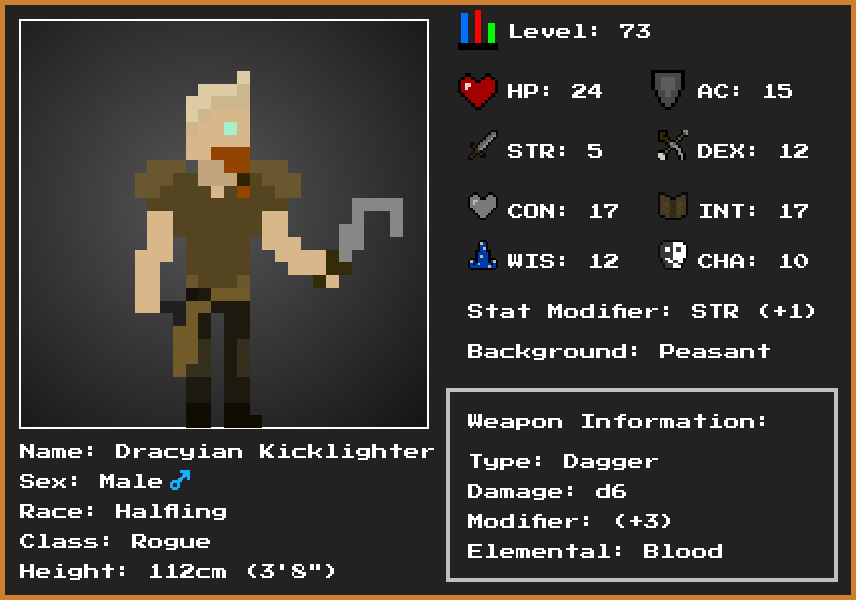 Level: 73
HP: 24
AC: 15
STR: 5
DEX: 12
CON: 17
INT: 17
WIS: 12
CHA: 10
Stat Modifier: STR (+1)
Background: Peasant
Weapon Information:
Type: Dagger
Damage: d6
Modifier: (+3)
Elemental: Blood
Name: Dracyian Kicklighter
Sex: Male ♂
Race: Halfling
Class: Rogue
Height: 112cm (3'8")